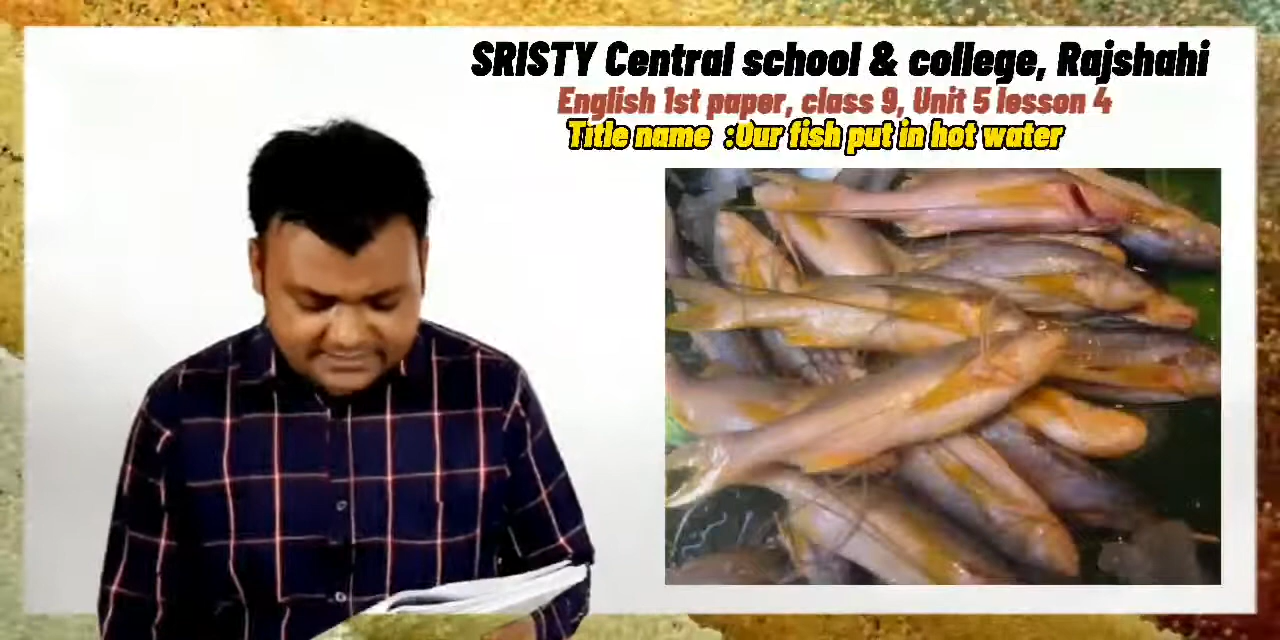 SRISTY Central school & college, Rajshahi
English 1st paper, class 9, Unit 5 lesson 4
Title name :Our fish put in hot water